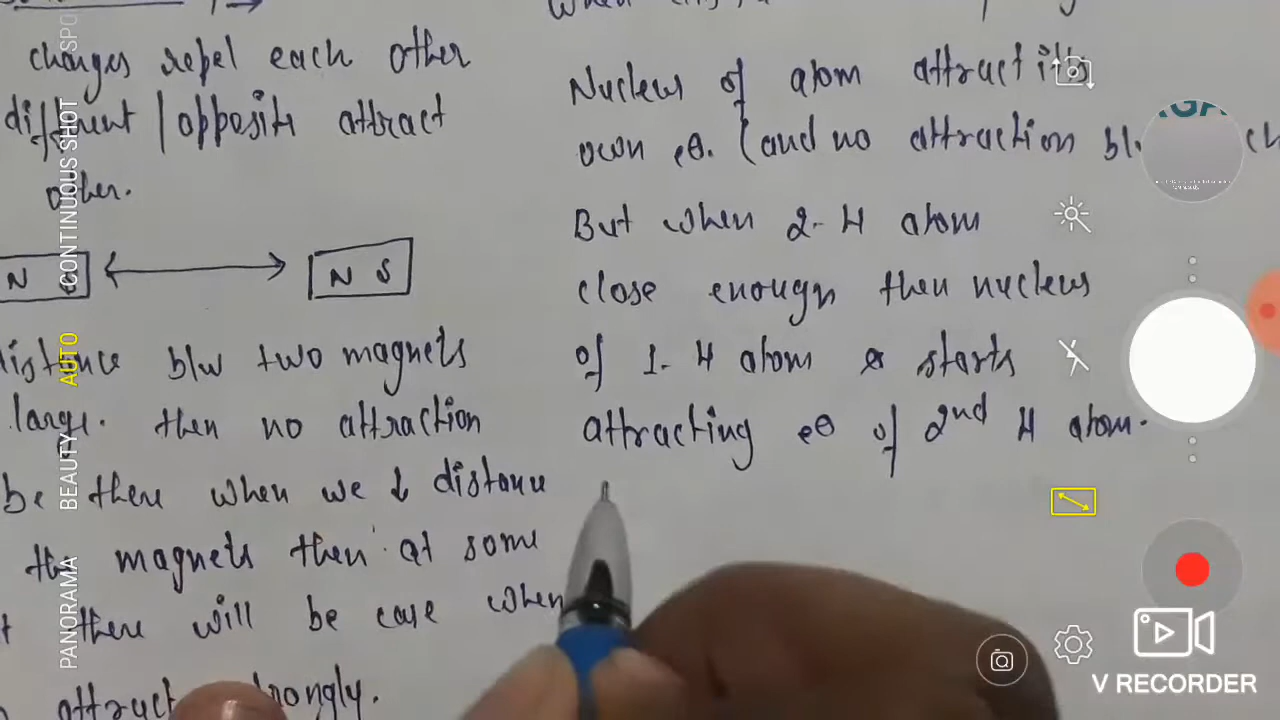 changes repel each other
different / opposite attract
other.
N S
N S
distance b/w two magnets
large. then no attraction
be there when we ↓ distance
the magnets then at some
there will be case when
attract strongly.
When
Nucleus of atom attract its
own e⊖. (and no attraction b/w
But when 2- H atom
close enough then nucleus
of 1- H atom starts
attracting e⊖ of 2nd H atom.
CONTINUOUS SHOT
AUTO
BEAUTY
PANORAMA
V RECORDER